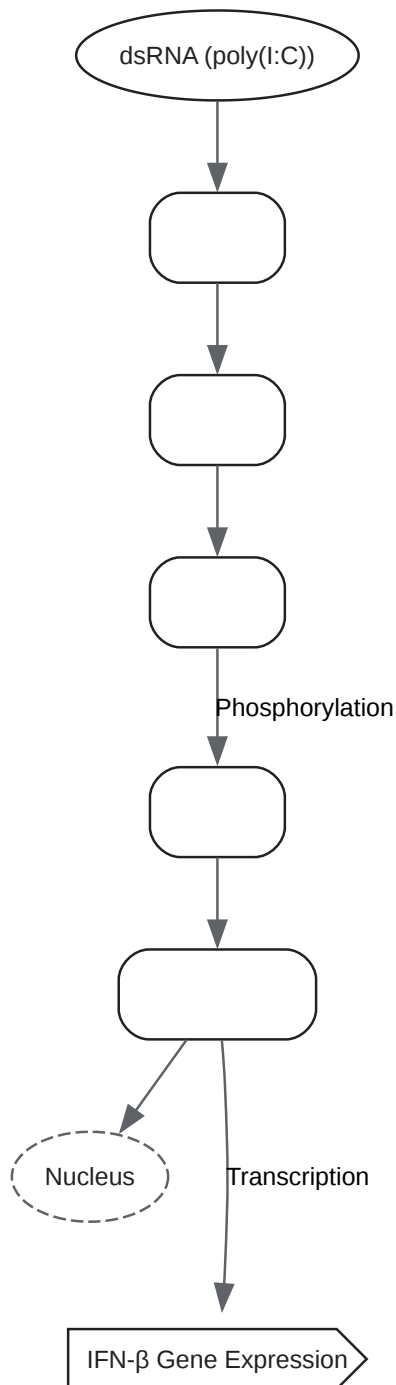 dsRNA (poly(I:C))
Phosphorylation
Nucleus
Transcription
IFN-β Gene Expression